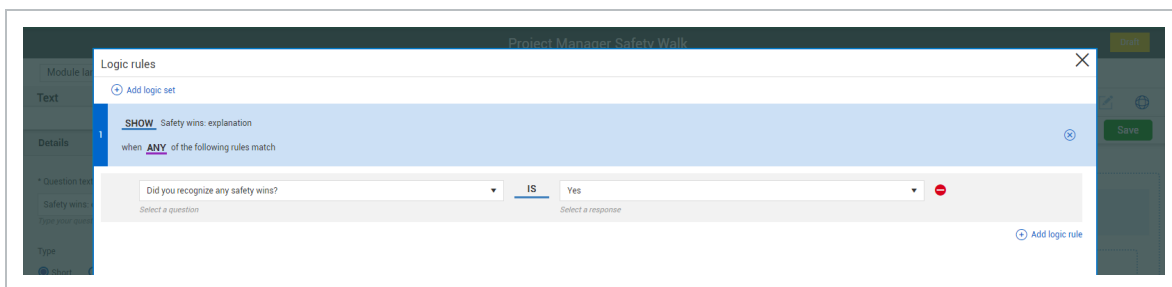 Project Manager Safety Walk
Draft
Module
Logic rules
Add logic set
Text
1
SHOW Safety wins: explanation
when ANY of the following rules match
Save
Details
* Question text
Did you recognize any safety wins? IS Yes
Safety wins
Select a question Select a response
Type your
Add logic rule
Type
Short